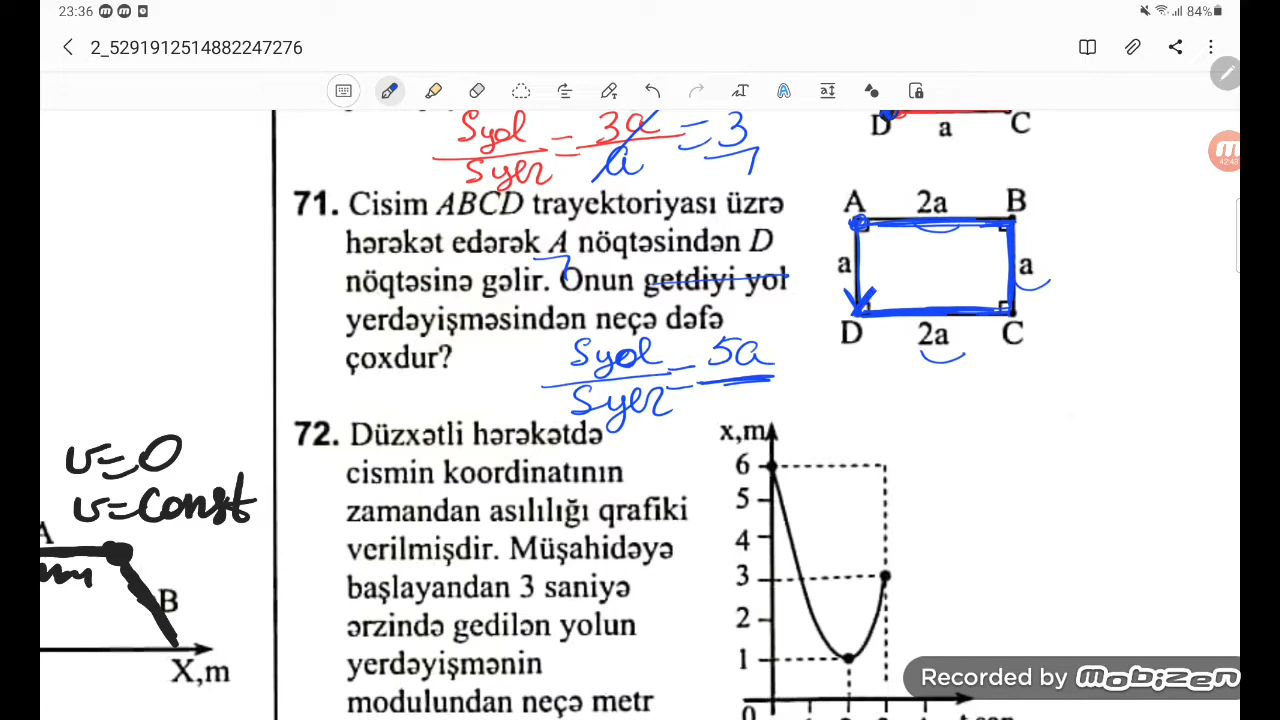 23:36 84%
2_5291912514882247276
Syol / Syer = 3a / a = 3
D a C
42:43
71. Cisim ABCD trayektoriyası üzrə
hərəkət edərək A nöqtəsindən D
nöqtəsinə gəlir. Onun getdiyi yol
yerdəyişməsindən neçə dəfə
çoxdur?
A 2a B
a a
D 2a C
Syol / Syer = 5a
72. Düzxətli hərəkətdə
cismin koordinatının
zamandan asılılığı qrafiki
verilmişdir. Müşahidəyə
başlayandan 3 saniyə
ərzində gedilən yolun
yerdəyişmənin
modulundan neçə metr
x,m
6
5
4
3
2
1
0
υ=0
υ=const
A
B
X,m
Recorded by mobizen